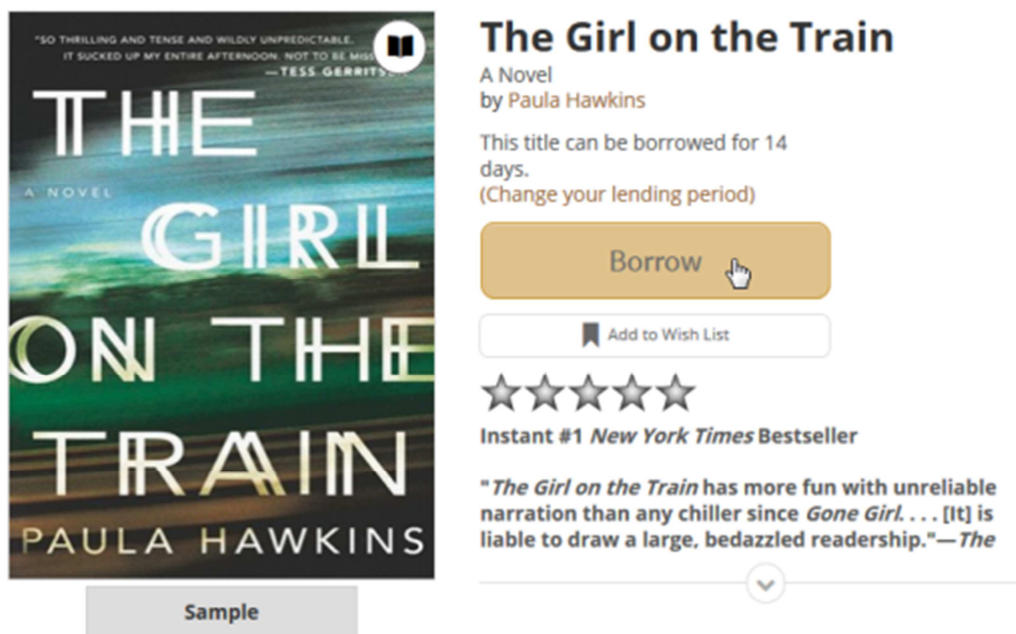 "SO THRILLING AND TENSE AND WILDLY UNPREDICTABLE,
IT SUCKED UP MY ENTIRE AFTERNOON. NOT TO BE
—TESS
THE
A NOVEL
GIRL
ON THE
TRAIN
PAULA HAWKINS
Sample
The Girl on the Train
A Novel
by Paula Hawkins
This title can be borrowed for 14
days.
(Change your lending period)
Borrow
Add to Wish List
Instant #1 New York Times Bestseller
"The Girl on the Train has more fun with unreliable
narration than any chiller since Gone Girl. . . . [It] is
liable to draw a large, bedazzled readership."—The